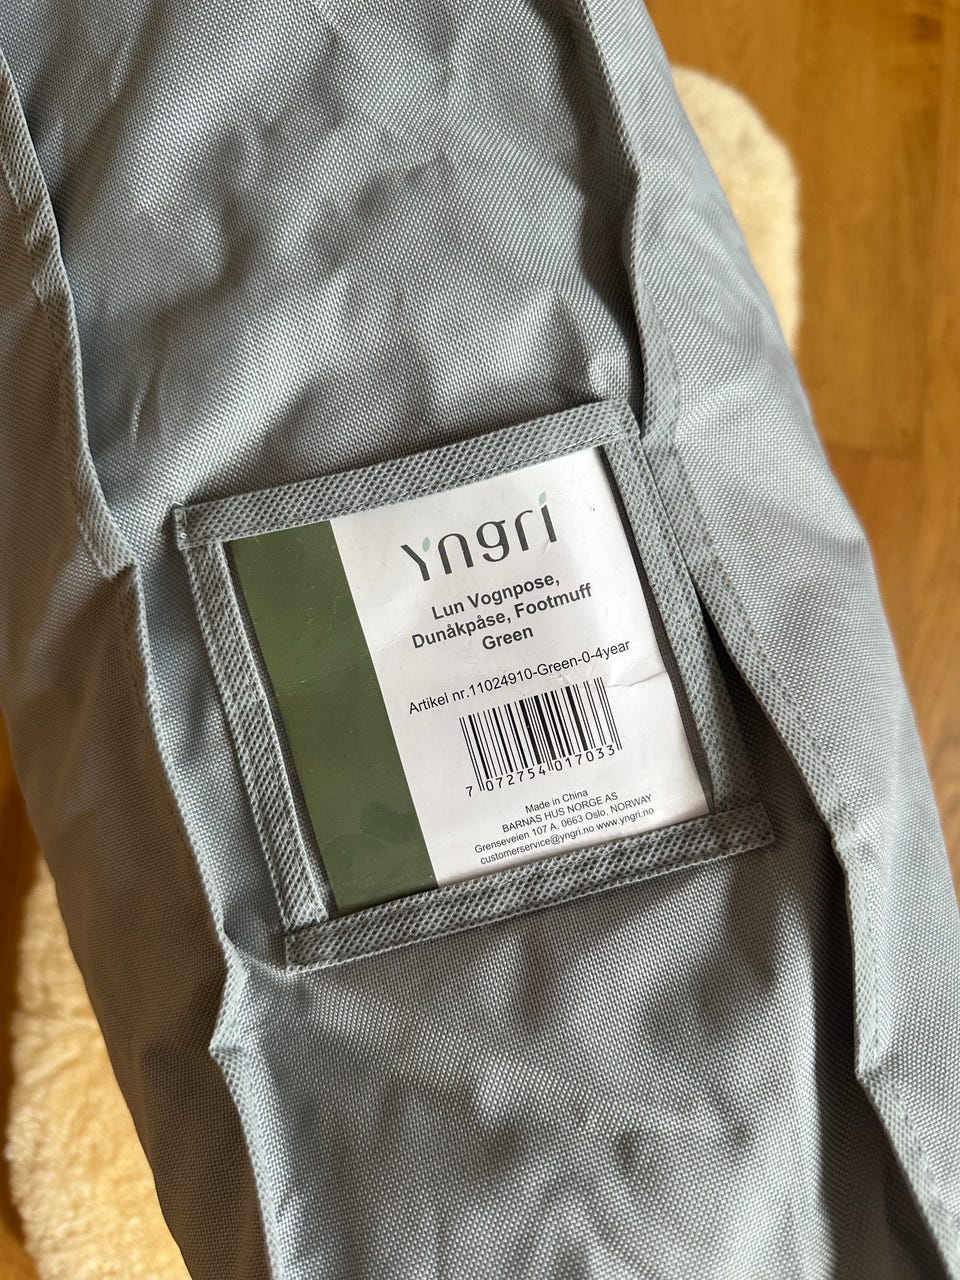 Yngri
Lun Vognpose,
Dunåkpåse, Footmuff
Green
Artikel nr.11024910-Green-0-4year
7 072754 017033
Made in China
BARNAS HUS NORGE AS
Grenseveien 107 A, 0663 Oslo, NORWAY
customerservice@yngri.no www.yngri.no